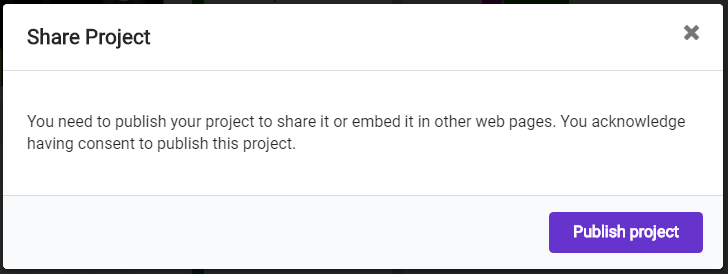 Share Project
You need to publish your project to share it or embed it in other web pages. You acknowledge
having consent to publish this project.
Publish project